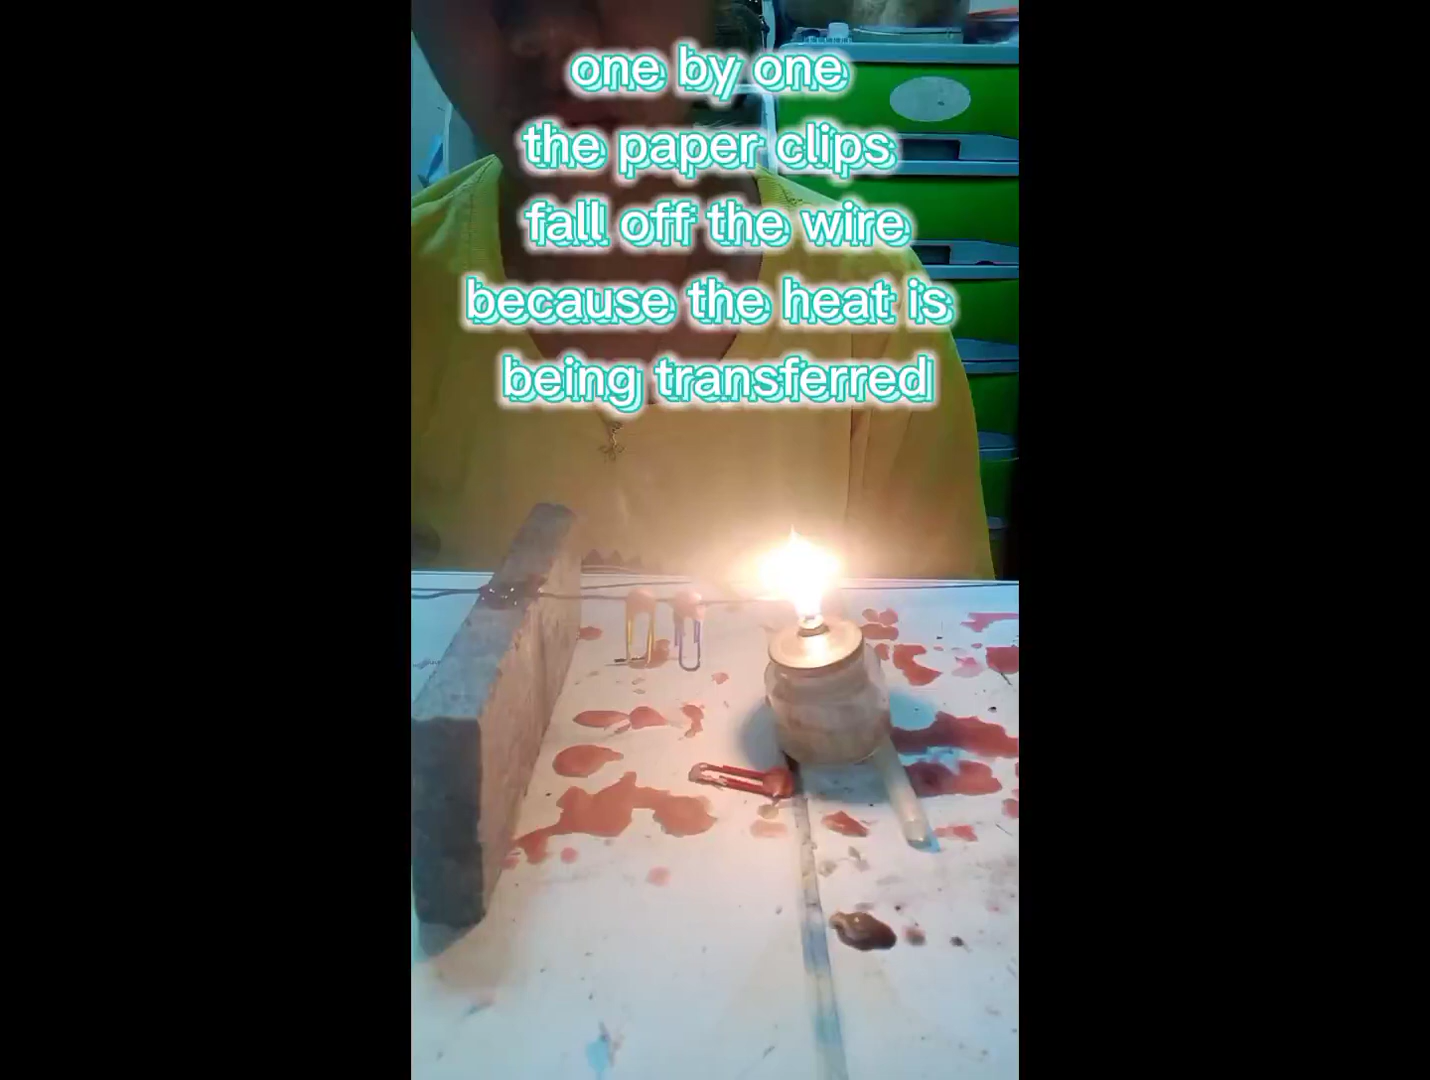 one by one
the paper clips
fall off the wire
because the heat is
being transferred